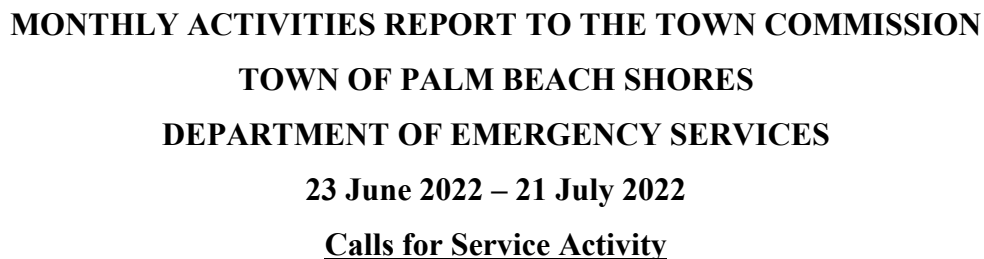 MONTHLY ACTIVITIES REPORT TO THE TOWN COMMISSION
TOWN OF PALM BEACH SHORES
DEPARTMENT OF EMERGENCY SERVICES
23 June 2022 – 21 July 2022
Calls for Service Activity